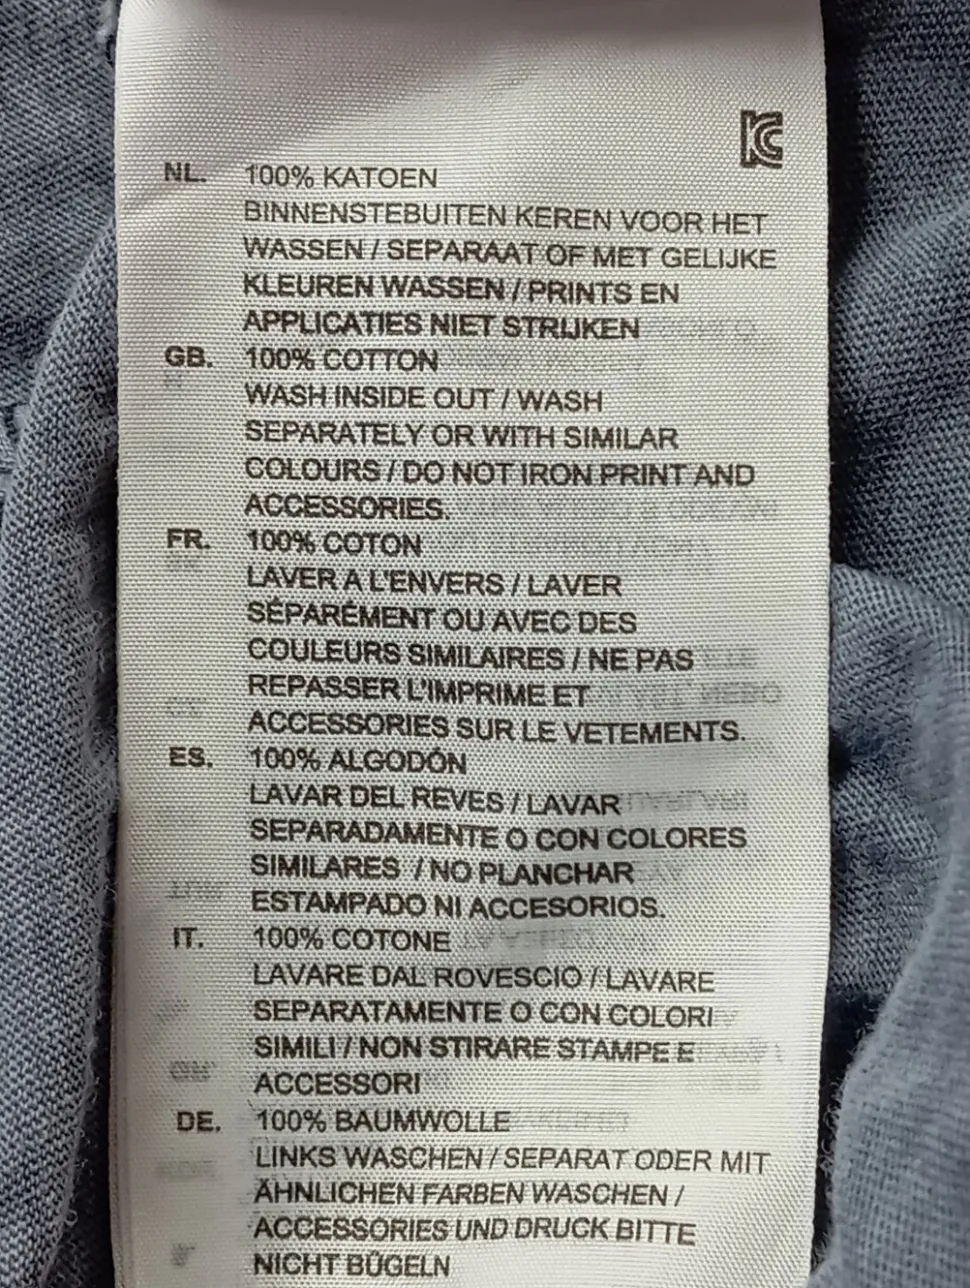 KC
NL. 100% KATOEN
BINNENSTEBUITEN KEREN VOOR HET
WASSEN / SEPARAAT OF MET GELIJKE
KLEUREN WASSEN / PRINTS EN
APPLICATIES NIET STRIJKEN
GB. 100% COTTON
WASH INSIDE OUT / WASH
SEPARATELY OR WITH SIMILAR
COLOURS / DO NOT IRON PRINT AND
ACCESSORIES.
FR. 100% COTON
LAVER A L'ENVERS / LAVER
SÉPARÉMENT OU AVEC DES
COULEURS SIMILAIRES / NE PAS
REPASSER L'IMPRIME ET
ACCESSORIES SUR LE VETEMENTS.
ES. 100% ALGODÓN
LAVAR DEL REVES / LAVAR
SEPARADAMENTE O CON COLORES
SIMILARES / NO PLANCHAR
ESTAMPADO NI ACCESORIOS.
IT. 100% COTONE
LAVARE DAL ROVESCIO / LAVARE
SEPARATAMENTE O CON COLORI
SIMILI / NON STIRARE STAMPE E
ACCESSORI
DE. 100% BAUMWOLLE
LINKS WASCHEN / SEPARAT ODER MIT
ÄHNLICHEN FARBEN WASCHEN /
ACCESSORIES UND DRUCK BITTE
NICHT BÜGELN